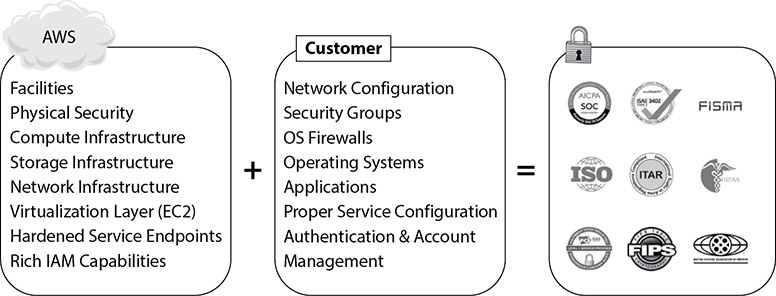 AWS
Facilities
Physical Security
Compute Infrastructure
Storage Infrastructure
Network Infrastructure
Virtualization Layer (EC2)
Hardened Service Endpoints
Rich IAM Capabilities
+
Customer
Network Configuration
Security Groups
OS Firewalls
Operating Systems
Applications
Proper Service Configuration
Authentication & Account
Management
=
AICPA
SOC
ISAE 3402
FISMA
ISO
ITAR
HIPAA
FIPS